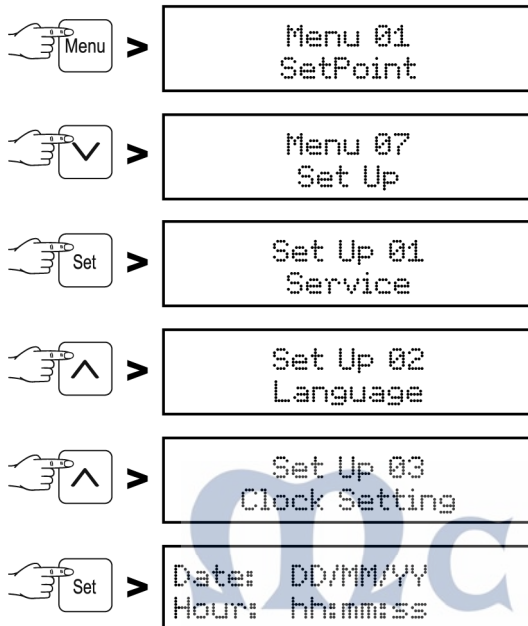 Menu > Menu 01
SetPoint
> Menu 07
Set Up
Set > Set Up 01
Service
> Set Up 02
Language
> Set Up 03
Clock Setting
Set > Date: DD/MM/YY
Hour: hh:mm:ss
Mc